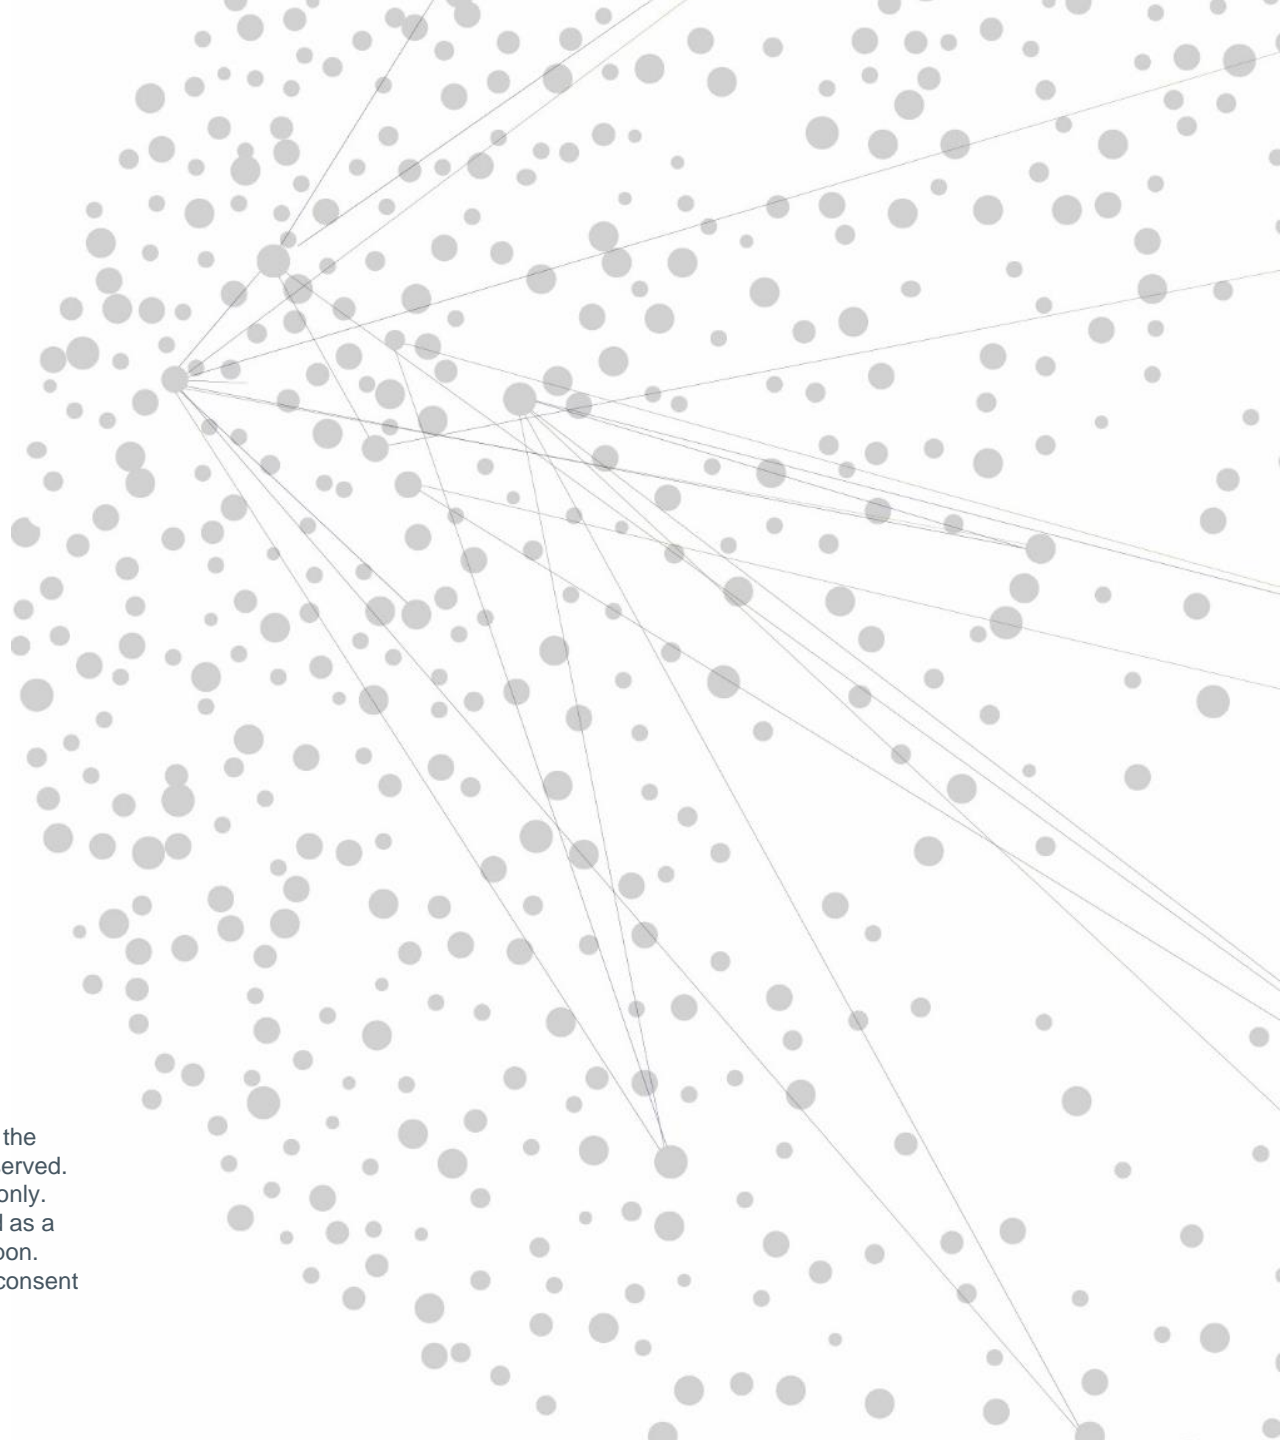 the
erved.
only.
as a
oon.
consent